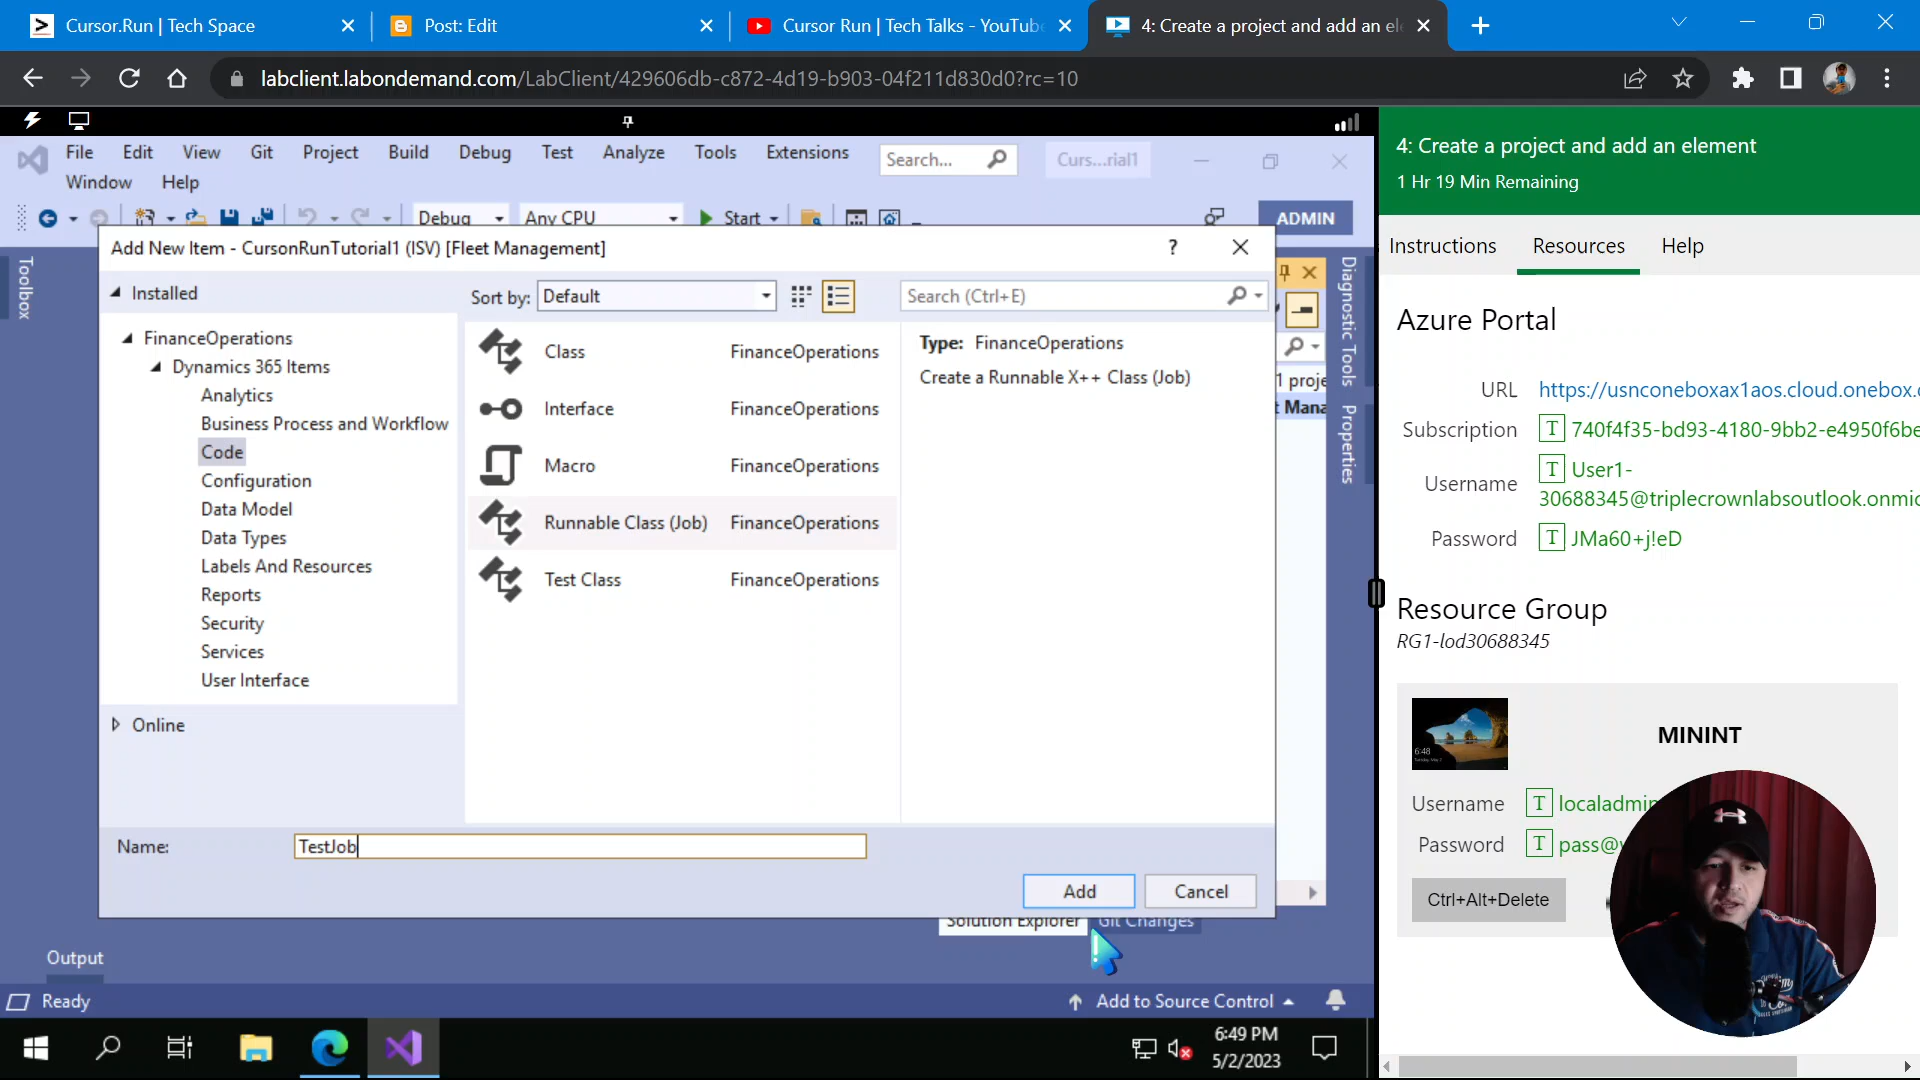 Cursor.Run | Tech Space
Post: Edit
Cursor Run | Tech Talks - YouTube
4: Create a project and add an el
labclient.labondemand.com/LabClient/429606db-c872-4d19-b903-04f211d830d0?rc=10
File Edit View Git Project Build Debug Test Analyze Tools Extensions
Search...
Curs...rial1
Window Help
Debug Any CPU Start
ADMIN
Toolbox
Add New Item - CursonRunTutorial1 (ISV) [Fleet Management]
?
Installed
Sort by: Default
Search (Ctrl+E)
FinanceOperations
Dynamics 365 Items
Analytics
Business Process and Workflow
Code
Configuration
Data Model
Data Types
Labels And Resources
Reports
Security
Services
User Interface
Online
Class FinanceOperations
Interface FinanceOperations
Macro FinanceOperations
Runnable Class (Job) FinanceOperations
Test Class FinanceOperations
Type: FinanceOperations
Create a Runnable X++ Class (Job)
Name: TestJob
Add Cancel
1 proje
t Mana
Diagnostic Tools
Properties
Solution Explorer Git Changes
Output
Ready
Add to Source Control
6:49 PM
5/2/2023
4: Create a project and add an element
1 Hr 19 Min Remaining
Instructions Resources Help
Azure Portal
URL https://usnconeboxax1aos.cloud.onebox.
Subscription T 740f4f35-bd93-4180-9bb2-e4950f6be
Username T User1-
30688345@triplecrownlabsoutlook.onmic
Password T JMa60+j!eD
Resource Group
RG1-lod30688345
6:48
MININT
Username T localadmin
Password T pass@
Ctrl+Alt+Delete